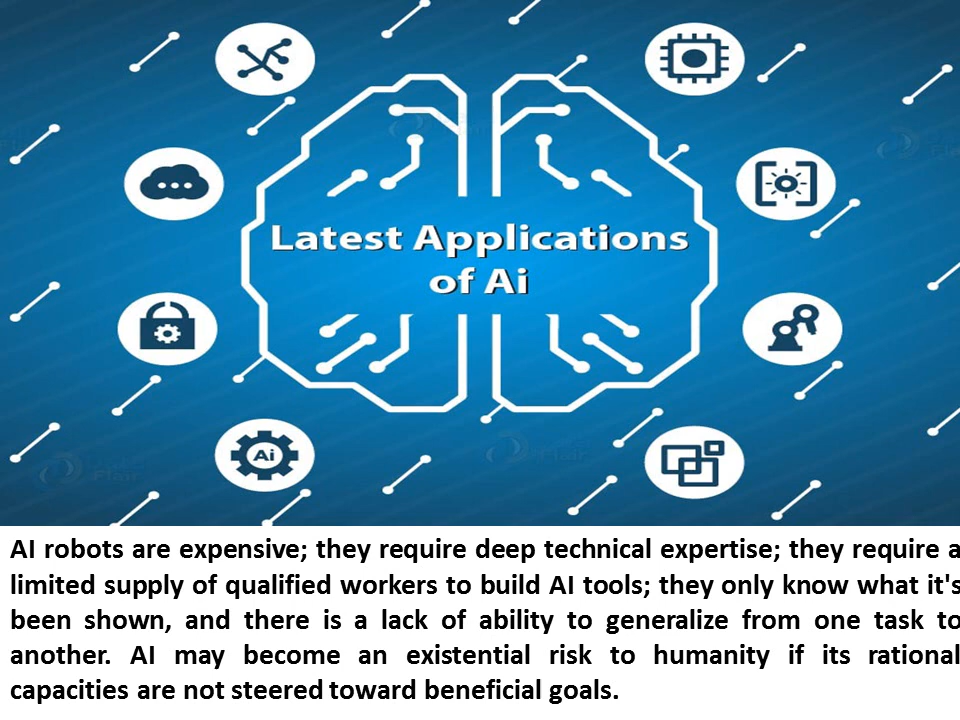 Latest Applications
of Ai
Ai
AI robots are expensive; they require deep technical expertise; they require a
limited supply of qualified workers to build AI tools; they only know what it's
been shown, and there is a lack of ability to generalize from one task to
another. AI may become an existential risk to humanity if its rational
capacities are not steered toward beneficial goals.